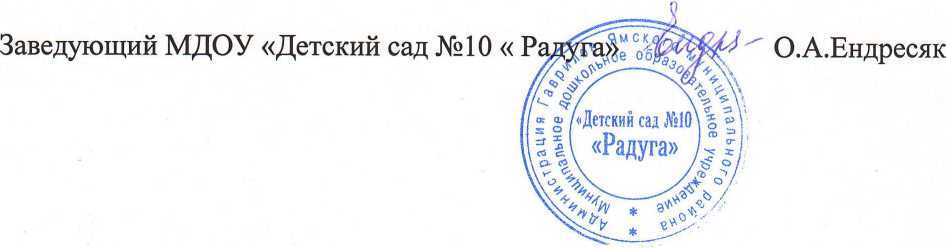 Заведующий МДОУ «Детский сад №10 « Радуга» О.А.Ендресяк
Администрация Гаврилов Ямского муниципального района *
Муниципальное дошкольное образовательное учреждение *
«Детский сад №10
«Радуга»